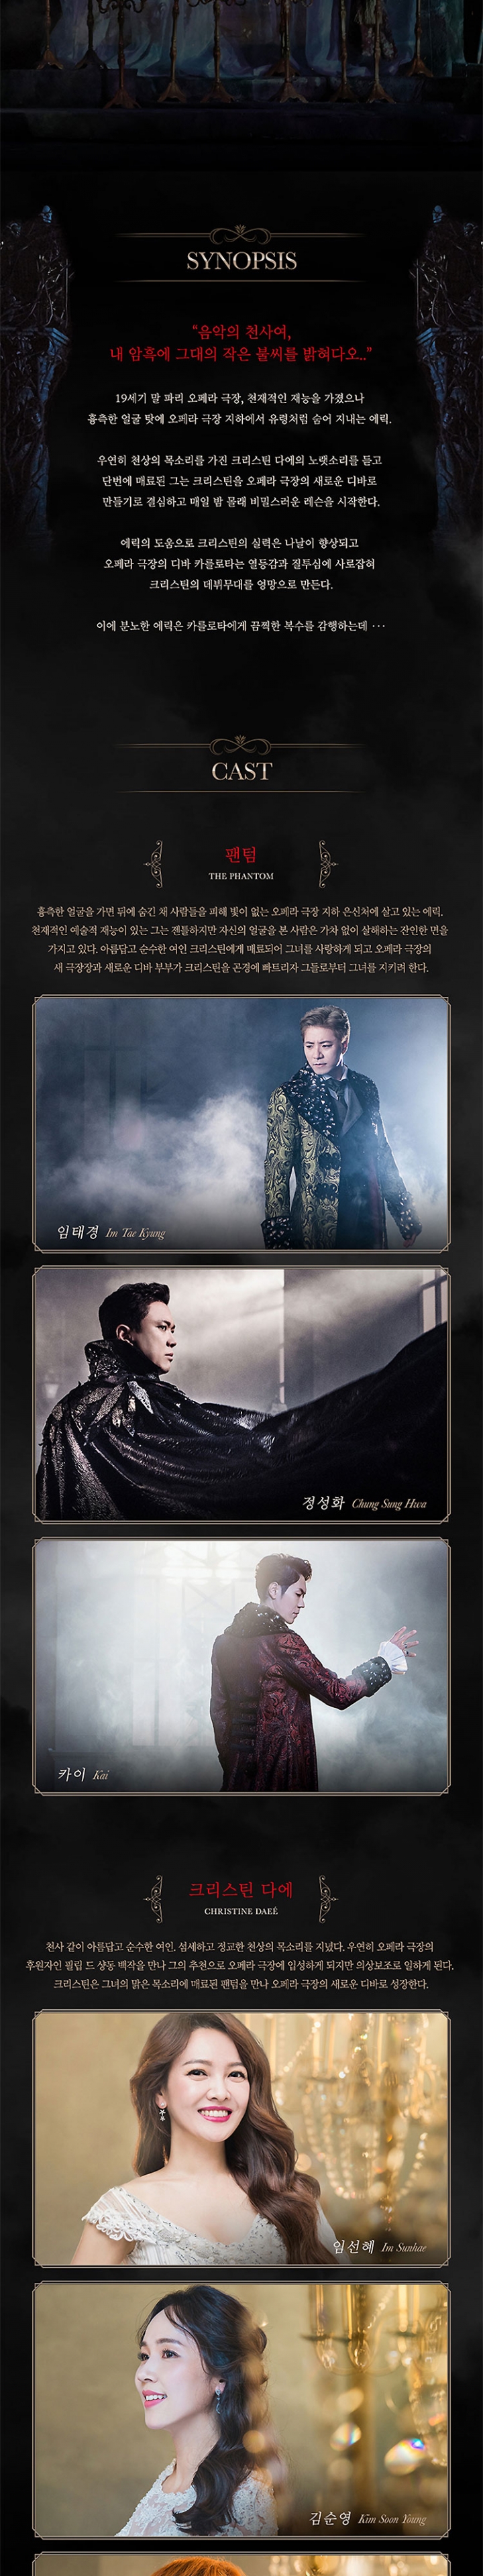 SYNOPSIS
“음악의 천사여,
내 암흑에 그대의 작은 불씨를 밝혀다오..”
19세기 말 파리 오페라 극장, 천재적인 재능을 가졌으나
흉측한 얼굴 탓에 오페라 극장 지하에서 유령처럼 숨어 지내는 에릭.
우연히 천상의 목소리를 가진 크리스틴 다에의 노랫소리를 듣고
단번에 매료된 그는 크리스틴을 오페라 극장의 새로운 디바로
만들기로 결심하고 매일 밤 몰래 비밀스러운 레슨을 시작한다.
에릭의 도움으로 크리스틴의 실력은 나날이 향상되고
오페라 극장의 디바 카를로타는 열등감과 질투심에 사로잡혀
크리스틴의 데뷔무대를 엉망으로 만든다.
이에 분노한 에릭은 카를로타에게 끔찍한 복수를 감행하는데 ···
CAST
팬텀
THE PHANTOM
흉측한 얼굴을 가면 뒤에 숨긴 채 사람들을 피해 빛이 없는 오페라 극장 지하 은신처에 살고 있는 에릭.
천재적인 예술적 재능이 있는 그는 젠틀하지만 자신의 얼굴을 본 사람은 가차 없이 살해하는 잔인한 면을
가지고 있다. 아름답고 순수한 여인 크리스틴에게 매료되어 그녀를 사랑하게 되고 오페라 극장의
새 극장장과 새로운 디바 부부가 크리스틴을 곤경에 빠트리자 그들로부터 그녀를 지키려 한다.
임태경 Im Tae Kyung
정성화 Chung Sung Hwa
카이 Kai
크리스틴 다에
CHRISTINE DAEÉ
천사 같이 아름답고 순수한 여인. 섬세하고 정교한 천상의 목소리를 지녔다. 우연히 오페라 극장의
후원자인 필립 드 샹동 백작을 만나 그의 추천으로 오페라 극장에 입성하게 되지만 의상보조로 일하게 된다.
크리스틴은 그녀의 맑은 목소리에 매료된 팬텀을 만나 오페라 극장의 새로운 디바로 성장한다.
임선혜 Im Sunhae
김순영 Kim Soon Young